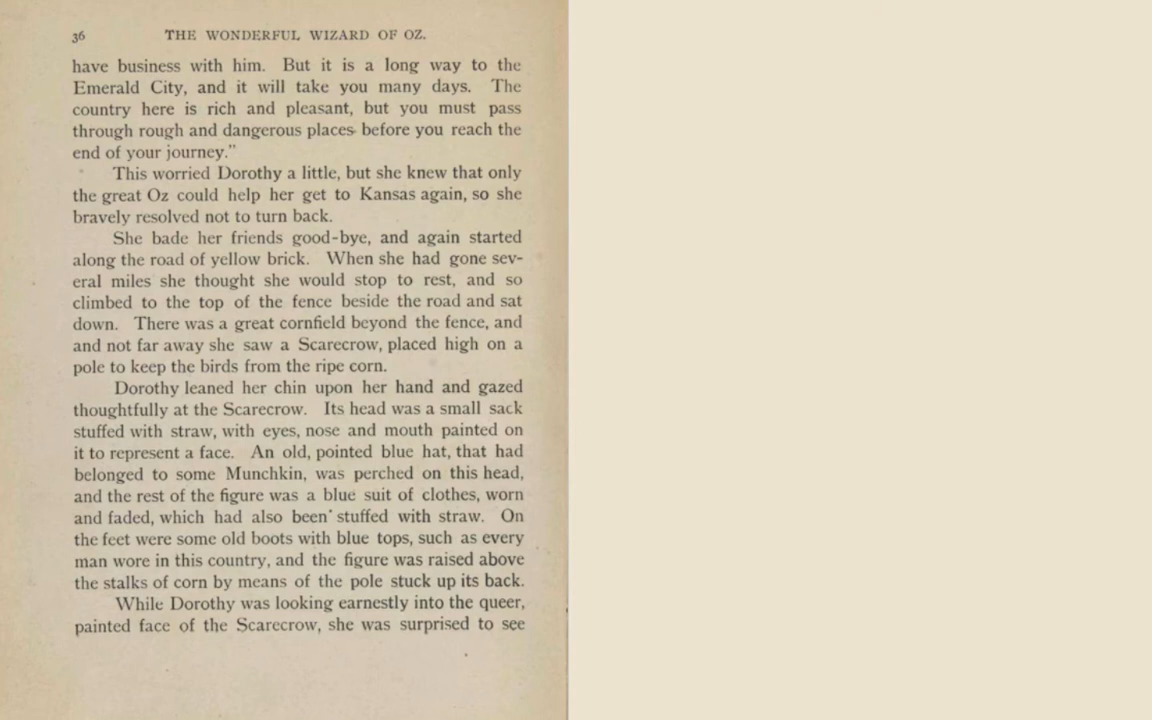 36 THE WONDERFUL WIZARD OF OZ.
have business with him. But it is a long way to the
Emerald City, and it will take you many days. The
country here is rich and pleasant, but you must pass
through rough and dangerous places before you reach the
end of your journey."
This worried Dorothy a little, but she knew that only
the great Oz could help her get to Kansas again, so she
bravely resolved not to turn back.
She bade her friends good-bye, and again started
along the road of yellow brick. When she had gone sev-
eral miles she thought she would stop to rest, and so
climbed to the top of the fence beside the road and sat
down. There was a great cornfield beyond the fence, and
and not far away she saw a Scarecrow, placed high on a
pole to keep the birds from the ripe corn.
Dorothy leaned her chin upon her hand and gazed
thoughtfully at the Scarecrow. Its head was a small sack
stuffed with straw, with eyes, nose and mouth painted on
it to represent a face. An old, pointed blue hat, that had
belonged to some Munchkin, was perched on this head,
and the rest of the figure was a blue suit of clothes, worn
and faded, which had also been stuffed with straw. On
the feet were some old boots with blue tops, such as every
man wore in this country, and the figure was raised above
the stalks of corn by means of the pole stuck up its back.
While Dorothy was looking earnestly into the queer,
painted face of the Scarecrow, she was surprised to see